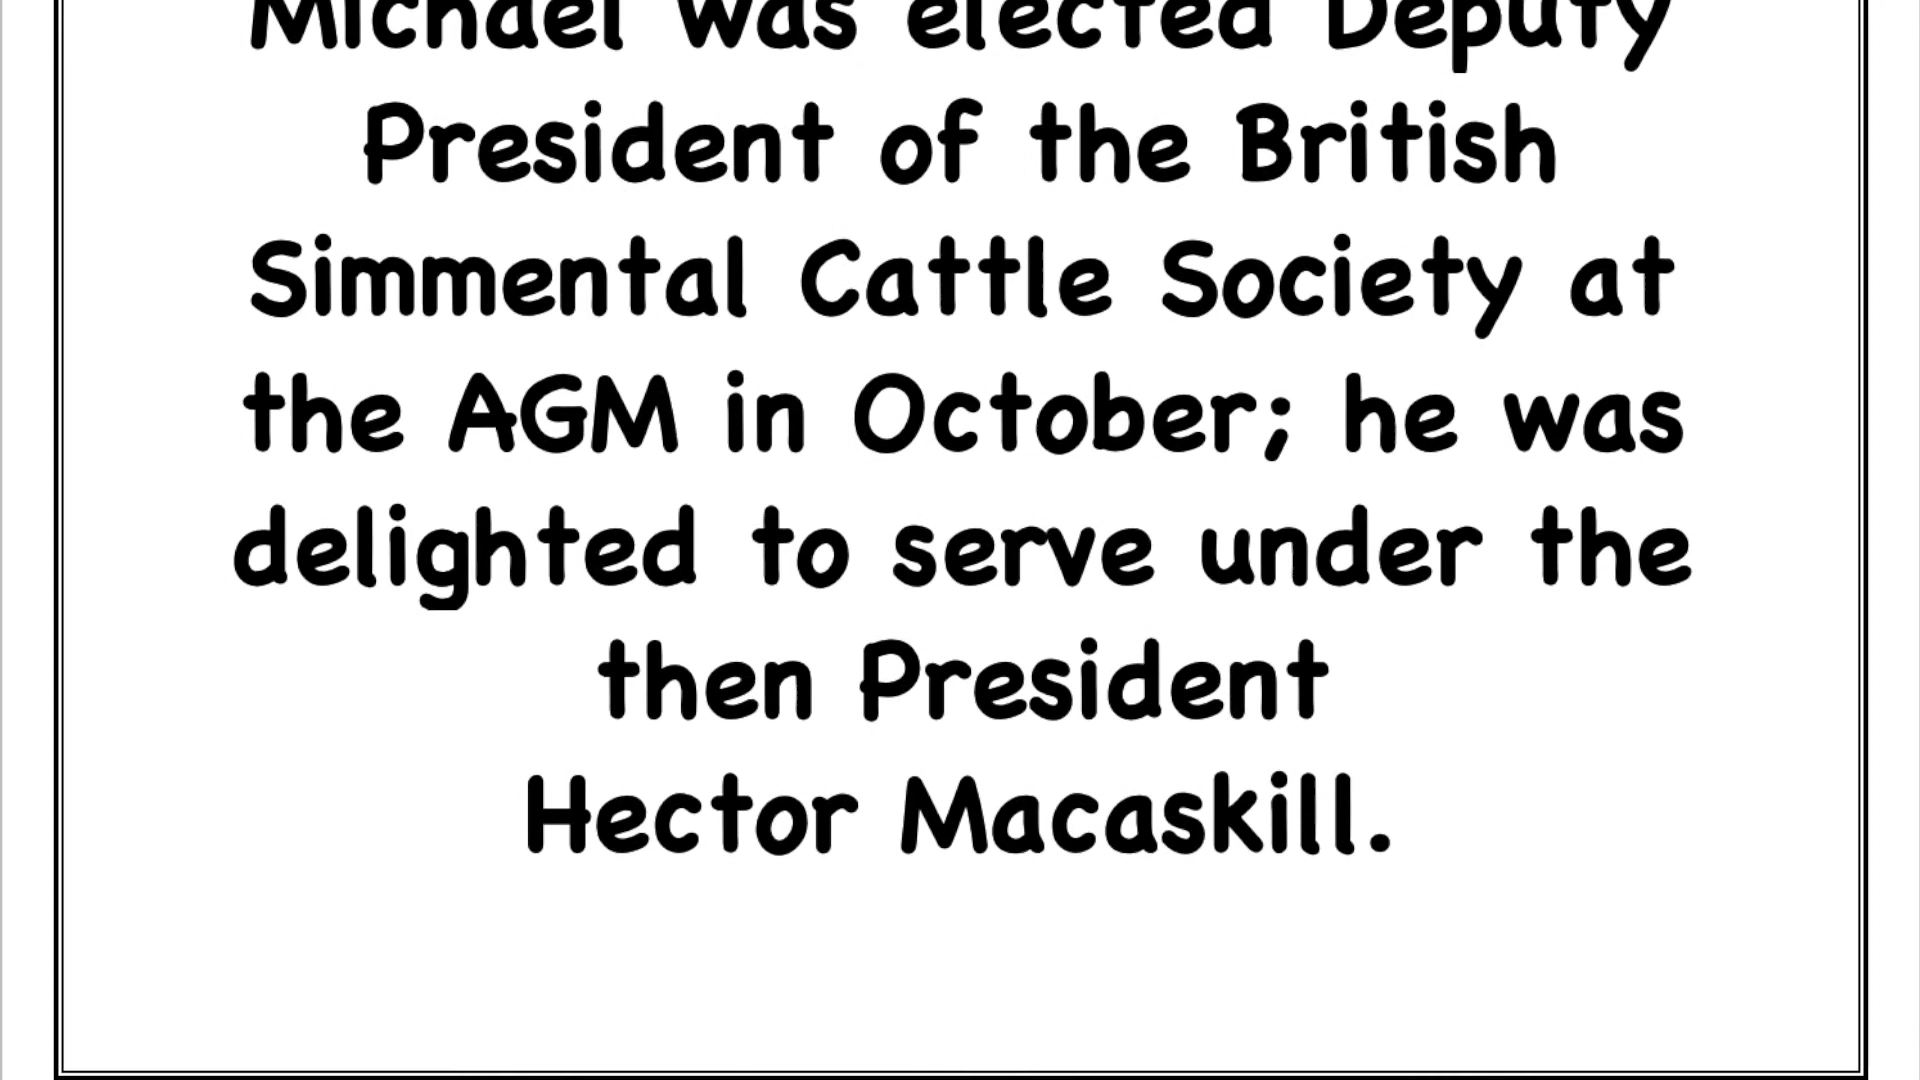 Michael was elected Deputy
President of the British
Simmental Cattle Society at
the AGM in October; he was
delighted to serve under the
then President
Hector Macaskill.